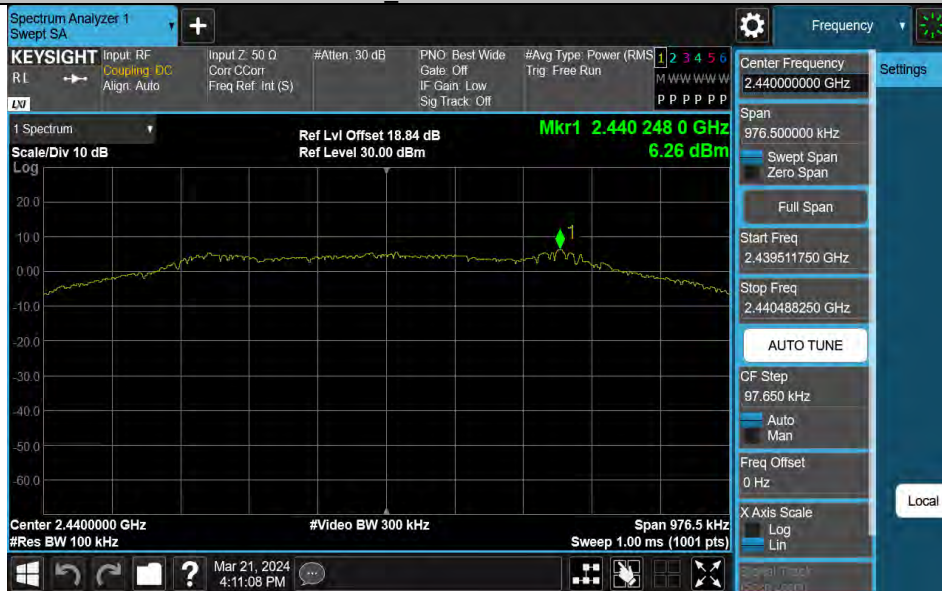 Spectrum Analyzer 1
Swept SA
+
Frequency
KEYSIGHT
RL
LXI
Input: RF
Coupling: DC
Align: Auto
Input Z: 50 Ω
Corr CCorr
Freq Ref: Int (S)
#Atten: 30 dB
PNO: Best Wide
Gate: Off
IF Gain: Low
Sig Track: Off
#Avg Type: Power (RMS
Trig: Free Run
1 2 3 4 5 6
M W W W W W
P P P P P P
Center Frequency
2.440000000 GHz
Settings
1 Spectrum
Scale/Div 10 dB
Log
Ref Lvl Offset 18.84 dB
Ref Level 30.00 dBm
Mkr1 2.440 248 0 GHz
6.26 dBm
Span
976.500000 kHz
Swept Span
Zero Span
Full Span
20.0
10.0
0.00
-10.0
-20.0
-30.0
-40.0
-50.0
-60.0
1
Start Freq
2.439511750 GHz
Stop Freq
2.440488250 GHz
AUTO TUNE
CF Step
97.650 kHz
Auto
Man
Freq Offset
0 Hz
Local
X Axis Scale
Log
Lin
Center 2.4400000 GHz
#Res BW 100 kHz
#Video BW 300 kHz
Span 976.5 kHz
Sweep 1.00 ms (1001 pts)
?
Mar 21, 2024
4:11:08 PM
Signal Track